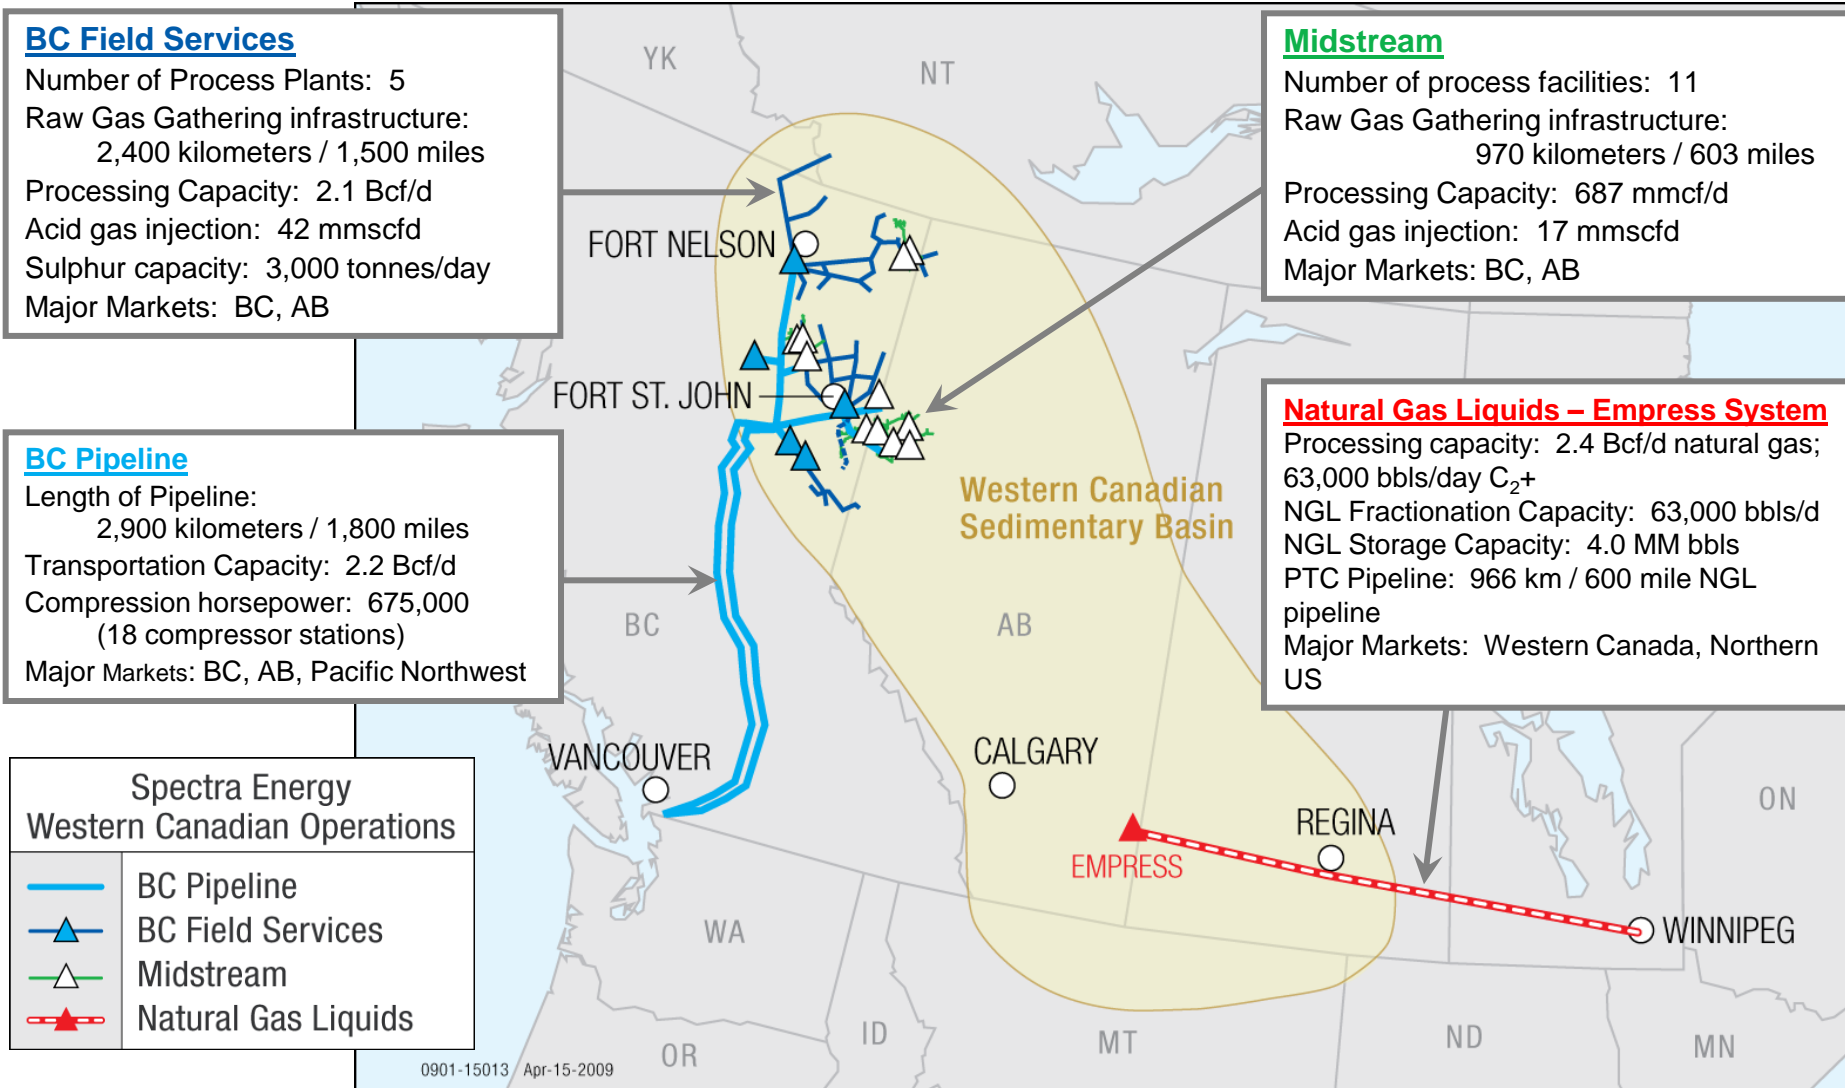 BC Field Services
Number of Process Plants: 5
Raw Gas Gathering infrastructure:
2,400 kilometers / 1,500 miles
Processing Capacity: 2.1 Bcf/d
Acid gas injection: 42 mmscfd
Sulphur capacity: 3,000 tonnes/day
Major Markets: BC, AB
BC Pipeline
Length of Pipeline:
2,900 kilometers / 1,800 miles
Transportation Capacity: 2.2 Bcf/d
Compression horsepower: 675,000
(18 compressor stations)
Major Markets: BC, AB, Pacific Northwest
Midstream
Number of process facilities: 11
Raw Gas Gathering infrastructure:
970 kilometers / 603 miles
Processing Capacity: 687 mmcf/d
Acid gas injection: 17 mmscfd
Major Markets: BC, AB
Natural Gas Liquids – Empress System
Processing capacity: 2.4 Bcf/d natural gas;
63,000 bbls/day C₂+
NGL Fractionation Capacity: 63,000 bbls/d
NGL Storage Capacity: 4.0 MM bbls
PTC Pipeline: 966 km / 600 mile NGL
pipeline
Major Markets: Western Canada, Northern
US
YK
NT
FORT NELSON
FORT ST. JOHN
Western Canadian
Sedimentary Basin
BC
AB
VANCOUVER
CALGARY
REGINA
EMPRESS
WINNIPEG
ON
WA
OR
ID
MT
ND
MN
Spectra Energy
Western Canadian Operations
BC Pipeline
BC Field Services
Midstream
Natural Gas Liquids
0901-15013 Apr-15-2009